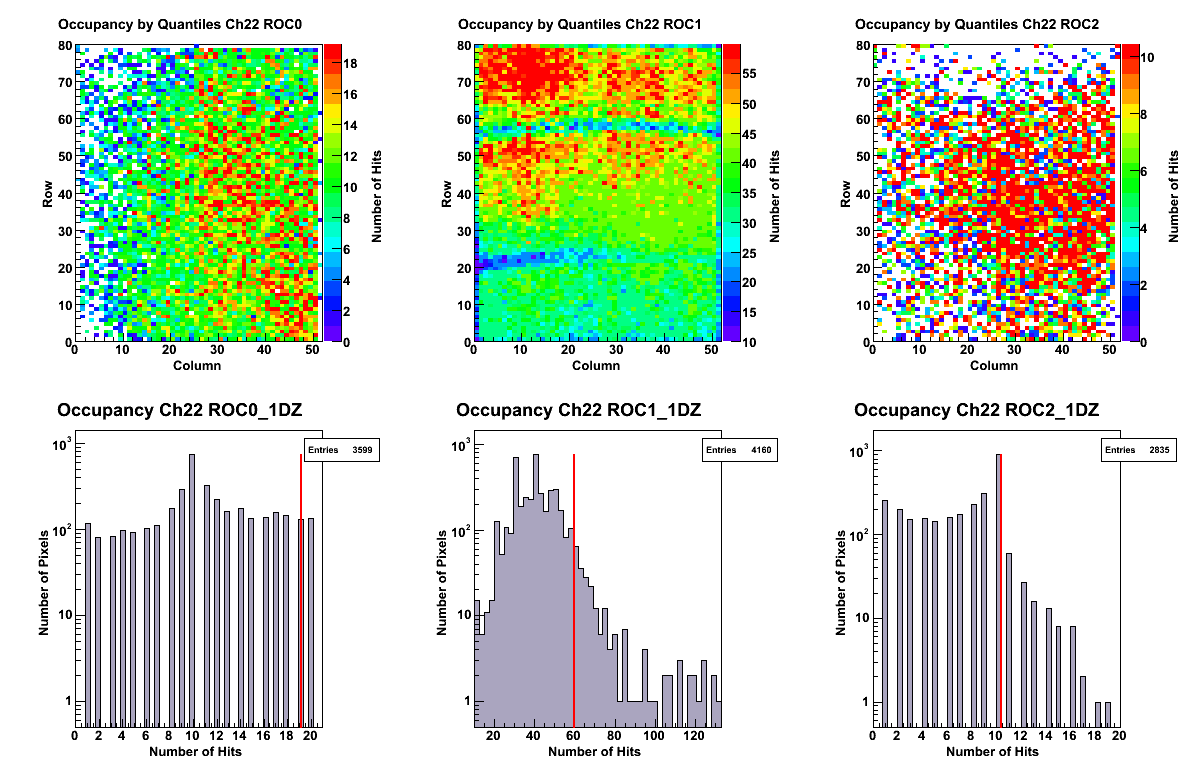 Occupancy by Quantiles Ch22 ROC0
Occupancy by Quantiles Ch22 ROC1
Occupancy by Quantiles Ch22 ROC2
Row
80
70
60
50
40
30
20
10
0
0 10 20 30 40 50
Column
18
16
14
12
10
8
6
4
2
0
Number of Hits
Row
80
70
60
50
40
30
20
10
0
0 10 20 30 40 50
Column
55
50
45
40
35
30
25
20
15
10
Number of Hits
Row
80
70
60
50
40
30
20
10
0
0 10 20 30 40 50
Column
10
8
6
4
2
0
Number of Hits
Occupancy Ch22 ROC0_1DZ
Occupancy Ch22 ROC1_1DZ
Occupancy Ch22 ROC2_1DZ
Entries 3599
Number of Pixels
10³
10²
10
1
0 2 4 6 8 10 12 14 16 18 20
Number of Hits
Entries 4160
Number of Pixels
10³
10²
10
1
20 40 60 80 100 120
Number of Hits
Entries 2835
Number of Pixels
10³
10²
10
1
0 2 4 6 8 10 12 14 16 18 20
Number of Hits